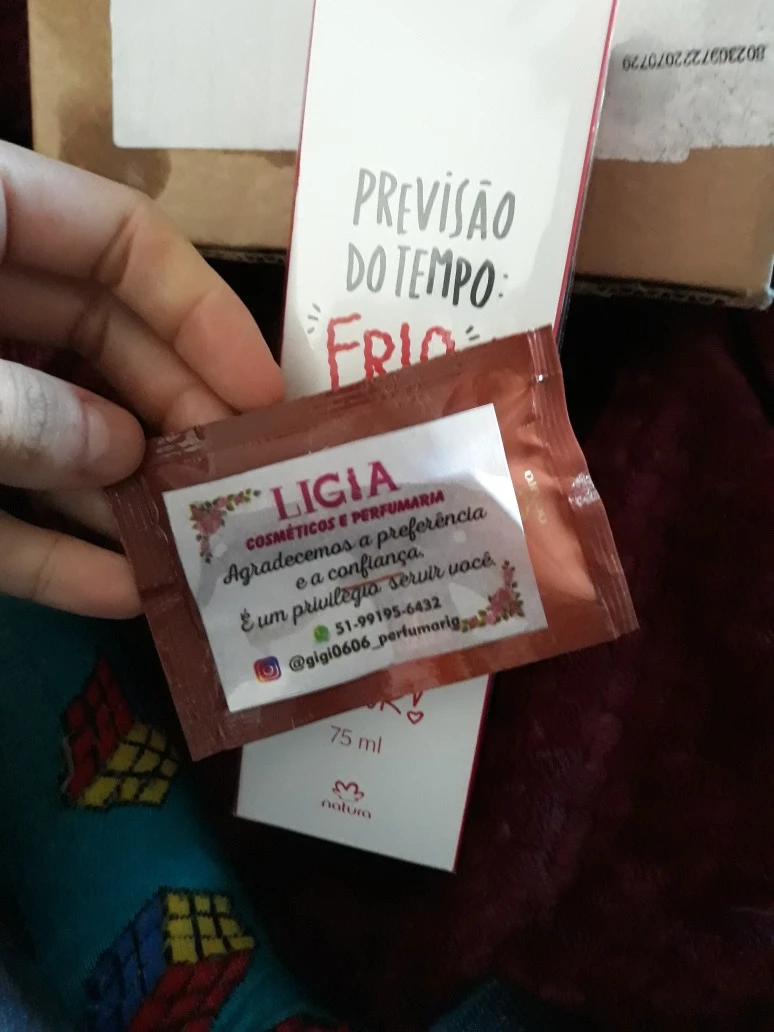 8023097222070729
PREVISÃO
DO TEMPO:
FRIO
LIGIA
COSMÉTICOS E PERFUMARIA
Agradecemos a preferência
e a confiança.
É um privilégio servir você.
51-99195-6432
@gigi0606_perfumarig
75 ml
natura